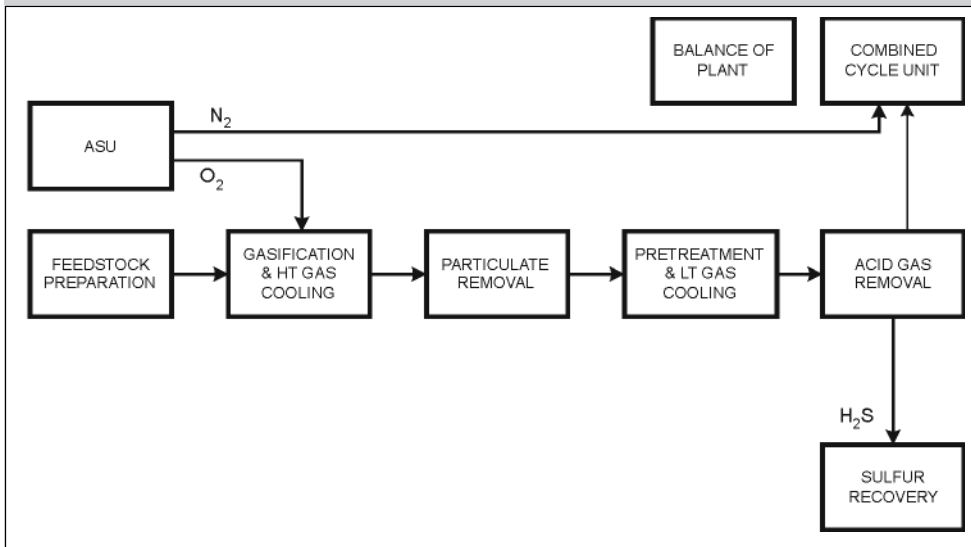 BALANCE OF
PLANT
COMBINED
CYCLE UNIT
ASU
N₂
O₂
FEEDSTOCK
PREPARATION
GASIFICATION
& HT GAS
COOLING
PARTICULATE
REMOVAL
PRETREATMENT
& LT GAS
COOLING
ACID GAS
REMOVAL
H₂S
SULFUR
RECOVERY